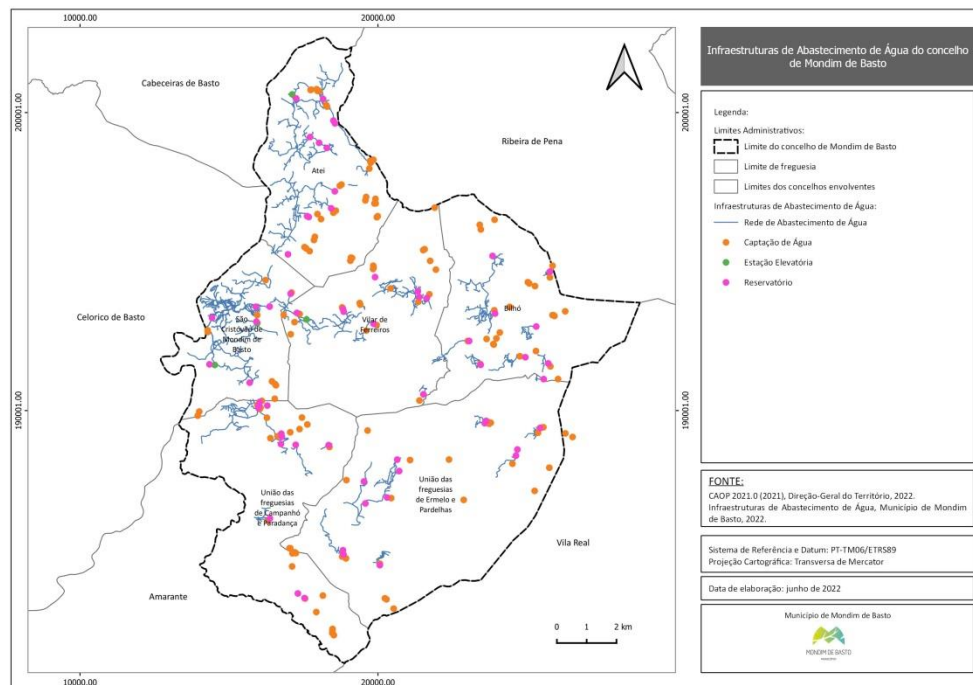 10000.00
20000.00
Cabeceiras de Basto
Ribeira de Pena
200001.00
200001.00
Atei
Celorico de Basto
São
Cristóvão de
Mondim de
Basto
Vilar de
Ferreiros
Bilhó
190001.00
190001.00
União das
freguesias
de Campanhó
e Paradança
União das
freguesias
de Ermelo e
Pardelhas
Vila Real
Amarante
0 1 2 km
10000.00
20000.00
Infraestruturas de Abastecimento de Água do concelho
de Mondim de Basto
Legenda:
Limites Administrativos:
Limite do concelho de Mondim de Basto
Limite de freguesia
Limites dos concelhos envolventes
Infraestruturas de Abastecimento de Água:
Rede de Abastecimento de Água
Captação de Água
Estação Elevatória
Reservatório
FONTE:
CAOP 2021.0 (2021), Direção-Geral do Território, 2022.
Infraestruturas de Abastecimento de Água, Município de Mondim
de Basto, 2022.
Sistema de Referência e Datum: PT-TM06/ETRS89
Projeção Cartográfica: Transversa de Mercator
Data de elaboração: junho de 2022
Município de Mondim de Basto
MONDIM DE BASTO